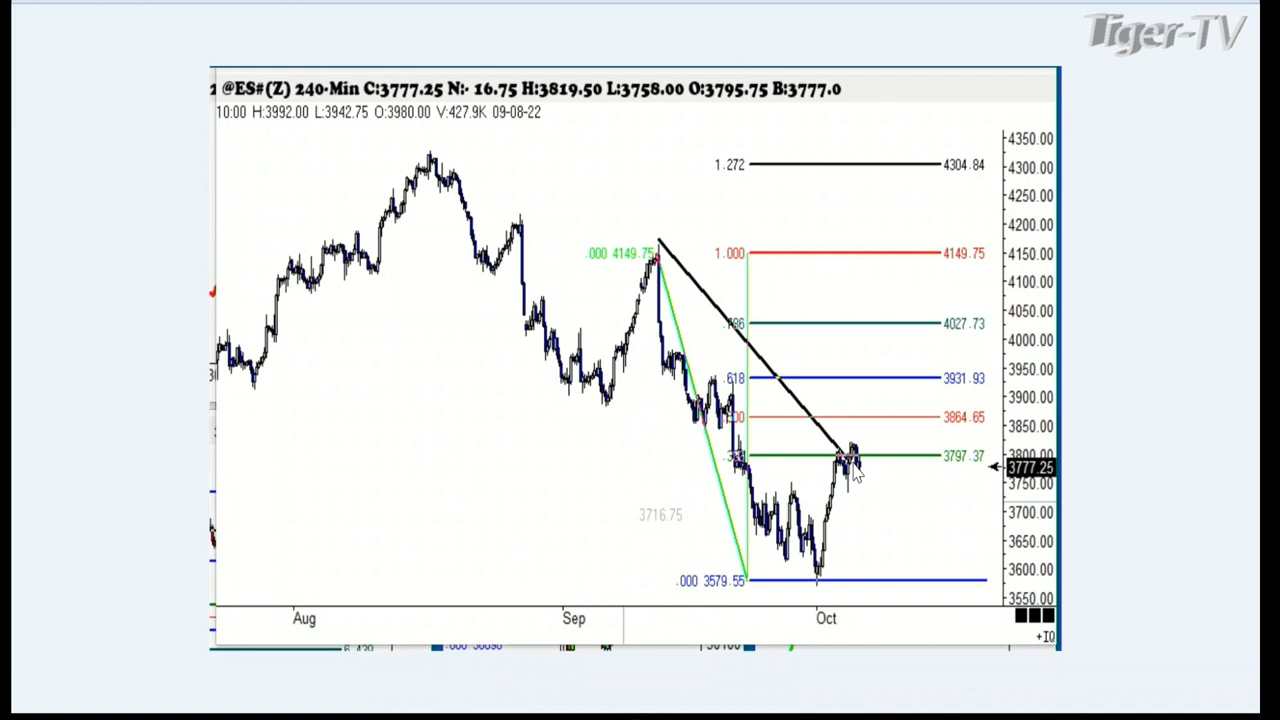 Tiger-TV
@ES#(Z) 240-Min C:3777.25 N:- 16.75 H:3819.50 L:3758.00 O:3795.75 B:3777.0
10:00 H:3992.00 L:3942.75 O:3980.00 V:427.9K 09-08-22
4350.00
1.272 4304.84 4300.00
4250.00
4200.00
.000 4149.75 1.000 4149.75 4150.00
4100.00
4050.00
4027.73
4000.00
3950.00
.618 3931.93
3900.00
3864.65
3850.00
3797.37 3800.00
3777.25
3750.00
3716.75 3700.00
3650.00
3600.00
.000 3579.55
3550.00
Aug Sep Oct
+IQ